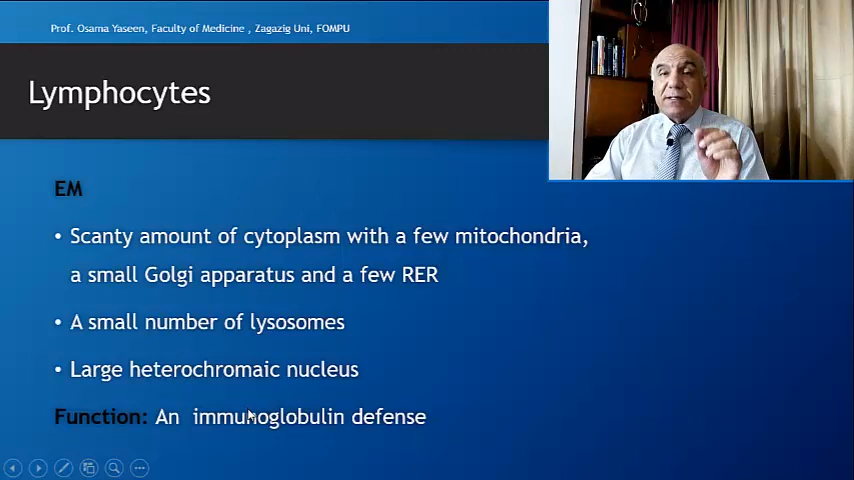 Prof. Osama Yaseen, Faculty of Medicine , Zagazig Uni, FOMPU
Lymphocytes
EM
• Scanty amount of cytoplasm with a few mitochondria,
a small Golgi apparatus and a few RER
• A small number of lysosomes
• Large heterochromaic nucleus
Function: An immunoglobulin defense